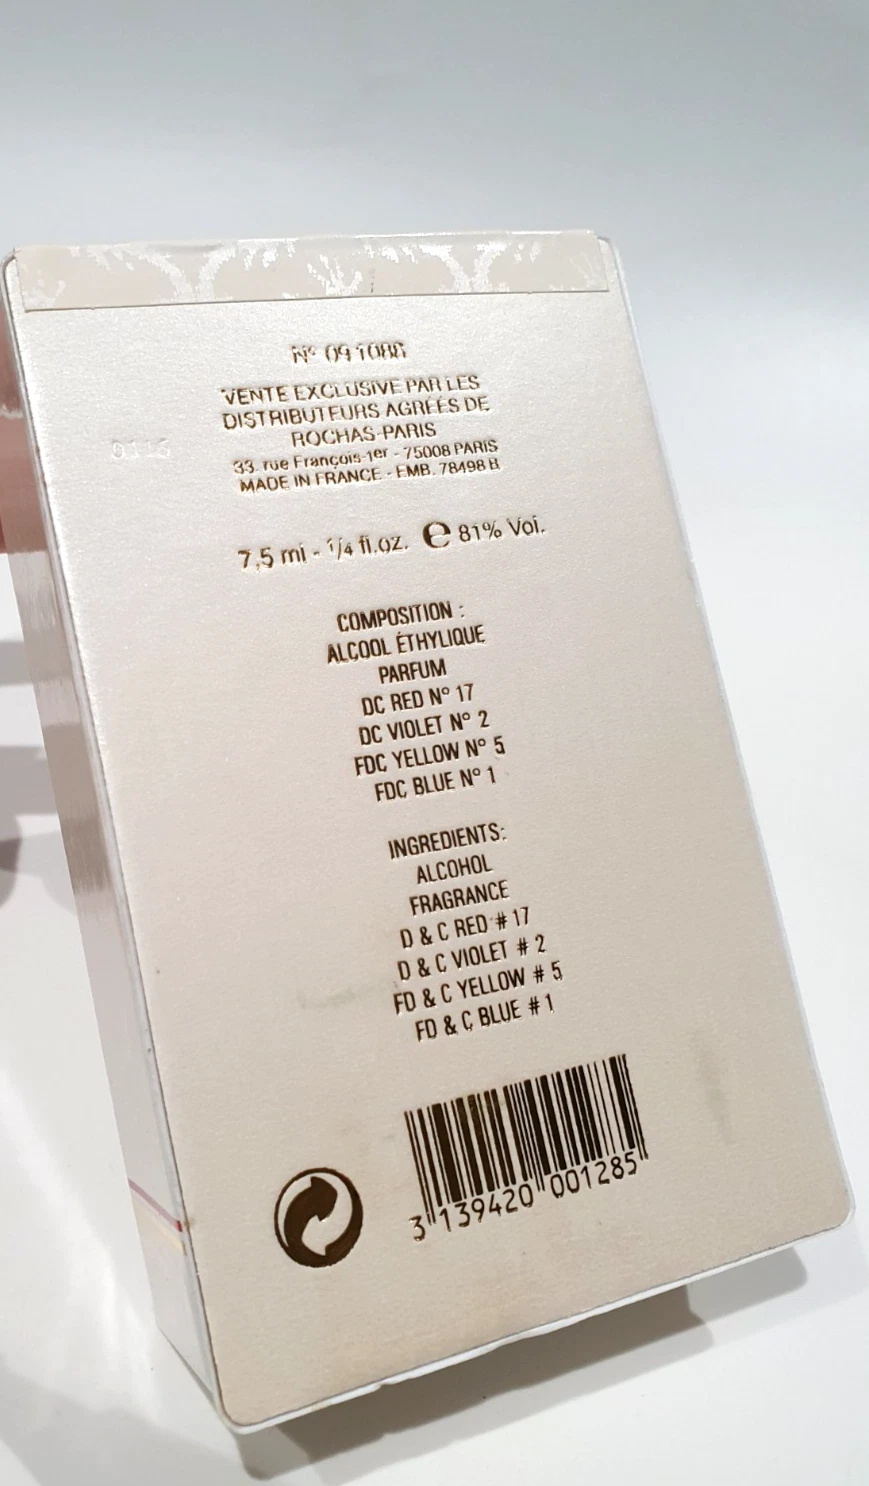 N° 09 1088
VENTE EXCLUSIVE PAR LES
DISTRIBUTEURS AGRÉÉS DE
ROCHAS-PARIS
0116
33. rue François-1er - 75008 PARIS
MADE IN FRANCE - EMB. 78498 B
7,5 ml - 1/4 fl.oz. ℮ 81% Vol.
COMPOSITION :
ALCOOL ÉTHYLIQUE
PARFUM
DC RED N° 17
DC VIOLET N° 2
FDC YELLOW N° 5
FDC BLUE N° 1
INGREDIENTS:
ALCOHOL
FRAGRANCE
D & C RED # 17
D & C VIOLET # 2
FD & C YELLOW # 5
FD & C BLUE # 1
3 139420 001285